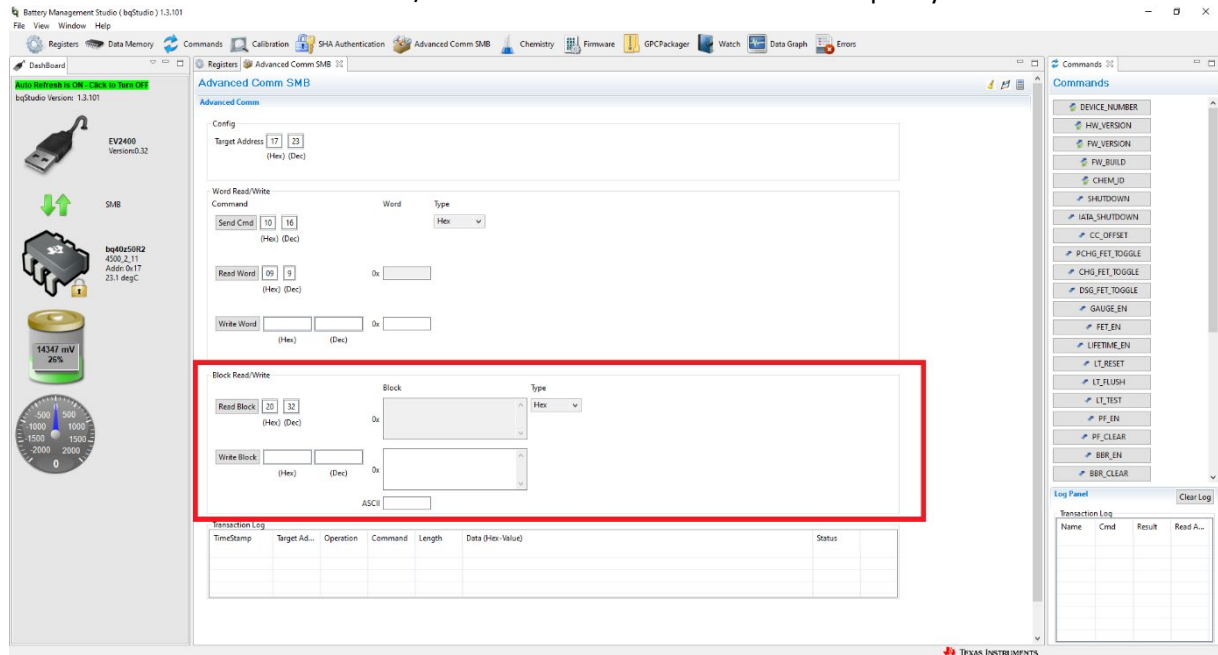 Battery Management Studio ( bqStudio ) 1.3.101
File View Window Help
Registers Data Memory Commands Calibration SHA Authentication Advanced Comm SMB Chemistry Firmware GPCPackager Watch Data Graph Errors
DashBoard
Auto Refresh is ON - Click to Turn OFF
bqStudio Version: 1.3.101
EV2400
Version:0.32
SMB
bq40z50R2
4500_2_11
Addr: 0x17
23.1 degC
14347 mV
26%
-500 500
-1000 1000
-1500 1500
-2000 2000
0
Registers Advanced Comm SMB
Advanced Comm SMB
Advanced Comm
Config
Target Address 17 23
(Hex) (Dec)
Word Read/Write
Command Word Type
Send Cmd 10 16 Hex
(Hex) (Dec)
Read Word 09 9 0x
(Hex) (Dec)
Write Word 0x
(Hex) (Dec)
Block Read/Write
Block Type
Read Block 20 32 0x Hex
(Hex) (Dec)
Write Block 0x
(Hex) (Dec)
ASCII
Transaction Log
TimeStamp Target Ad... Operation Command Length Data (Hex-Value) Status
Commands
Commands
DEVICE_NUMBER
HW_VERSION
FW_VERSION
FW_BUILD
CHEM_ID
SHUTDOWN
IATA_SHUTDOWN
CC_OFFSET
PCHG_FET_TOGGLE
CHG_FET_TOGGLE
DSG_FET_TOGGLE
GAUGE_EN
FET_EN
LIFETIME_EN
LT_RESET
LT_FLUSH
LT_TEST
PF_EN
PF_CLEAR
BBR_EN
BBR_CLEAR
Log Panel Clear Log
Transaction Log
Name Cmd Result Read A...
TEXAS INSTRUMENTS